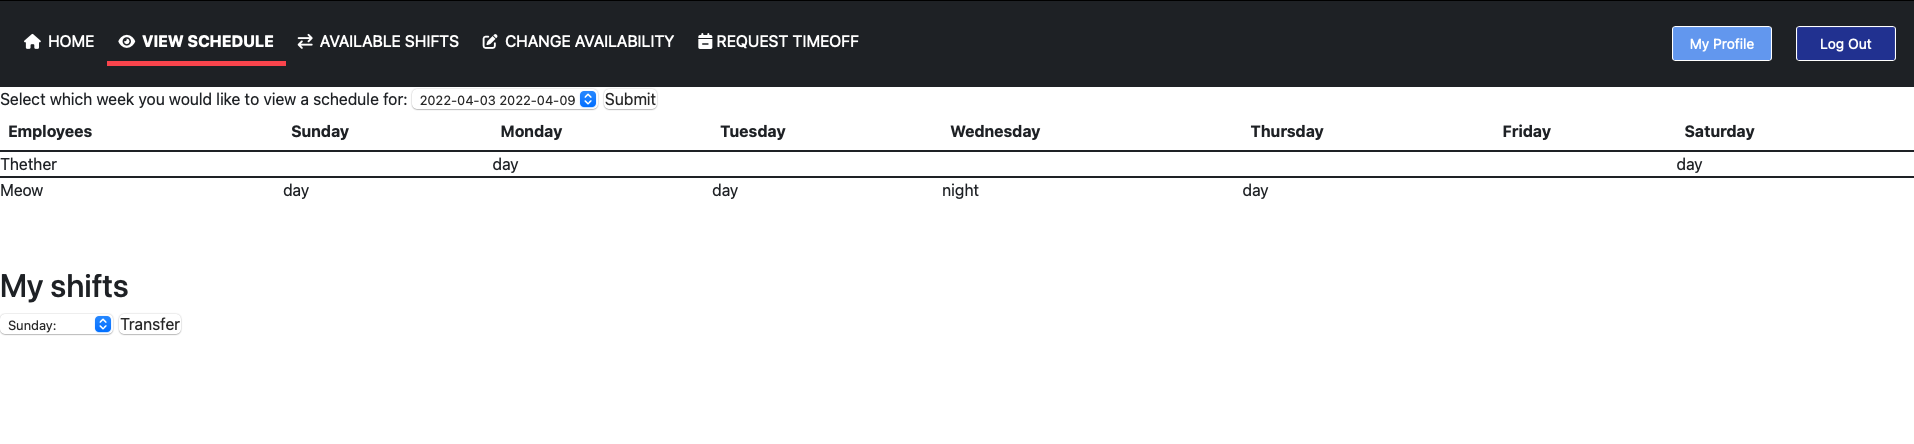 HOME VIEW SCHEDULE AVAILABLE SHIFTS CHANGE AVAILABILITY REQUEST TIMEOFF My Profile Log Out
Select which week you would like to view a schedule for: 2022-04-03 2022-04-09 Submit
Employees Sunday Monday Tuesday Wednesday Thursday Friday Saturday
Thether day day
Meow day day night day
My shifts
Sunday: Transfer